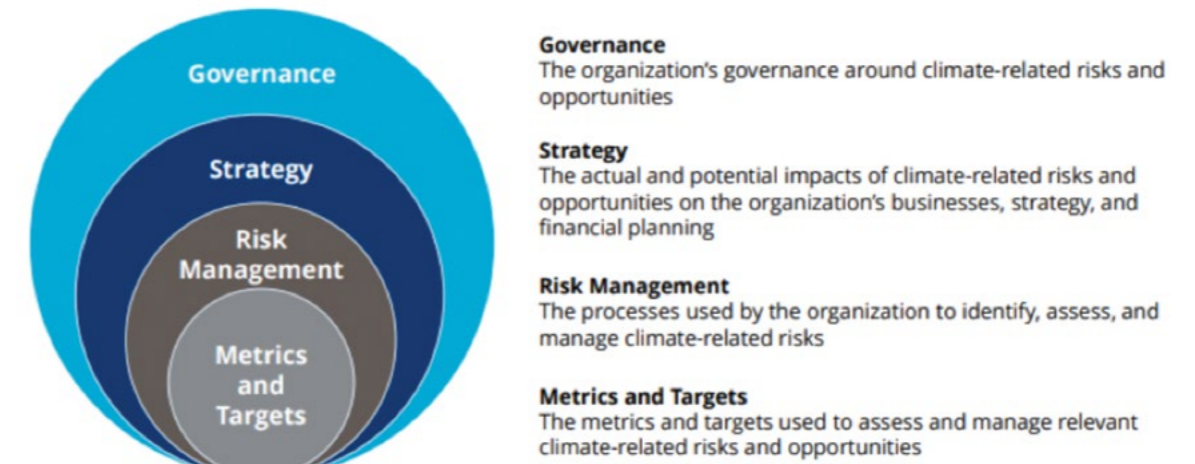 Governance
Strategy
Risk
Management
Metrics
and
Targets
Governance
The organization’s governance around climate-related risks and
opportunities
Strategy
The actual and potential impacts of climate-related risks and
opportunities on the organization’s businesses, strategy, and
financial planning
Risk Management
The processes used by the organization to identify, assess, and
manage climate-related risks
Metrics and Targets
The metrics and targets used to assess and manage relevant
climate-related risks and opportunities